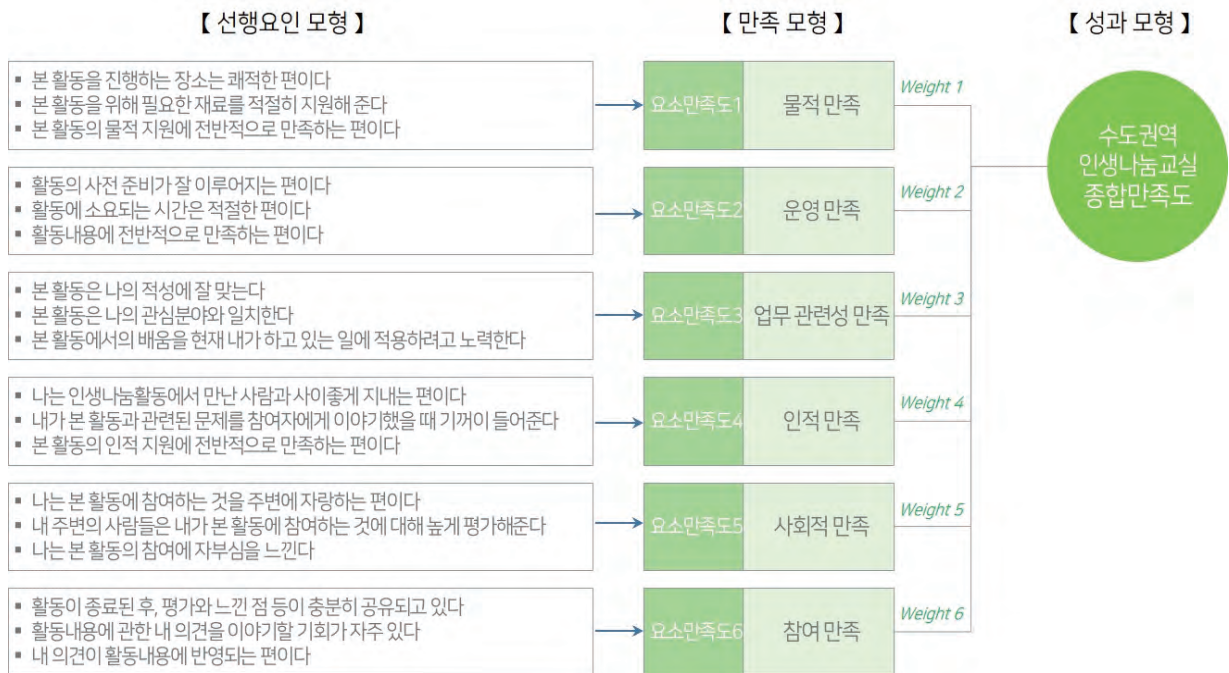 【 선행요인 모형 】
【 만족 모형 】
【 성과 모형 】
▪ 본 활동을 진행하는 장소는 쾌적한 편이다
▪ 본 활동을 위해 필요한 재료를 적절히 지원해 준다
▪ 본 활동의 물적 지원에 전반적으로 만족하는 편이다
요소만족도1
물적 만족
Weight 1
▪ 활동의 사전 준비가 잘 이루어지는 편이다
▪ 활동에 소요되는 시간은 적절한 편이다
▪ 활동내용에 전반적으로 만족하는 편이다
요소만족도2
운영 만족
Weight 2
▪ 본 활동은 나의 적성에 잘 맞는다
▪ 본 활동은 나의 관심분야와 일치한다
▪ 본 활동에서의 배움을 현재 내가 하고 있는 일에 적용하려고 노력한다
요소만족도3
업무 관련성 만족
Weight 3
▪ 나는 인생나눔활동에서 만난 사람과 사이좋게 지내는 편이다
▪ 내가 본 활동과 관련된 문제를 참여자에게 이야기했을 때 기꺼이 들어준다
▪ 본 활동의 인적 지원에 전반적으로 만족하는 편이다
요소만족도4
인적 만족
Weight 4
▪ 나는 본 활동에 참여하는 것을 주변에 자랑하는 편이다
▪ 내 주변의 사람들은 내가 본 활동에 참여하는 것에 대해 높게 평가해준다
▪ 나는 본 활동의 참여에 자부심을 느낀다
요소만족도5
사회적 만족
Weight 5
▪ 활동이 종료된 후, 평가와 느낀 점 등이 충분히 공유되고 있다
▪ 활동내용에 관한 내 의견을 이야기할 기회가 자주 있다
▪ 내 의견이 활동내용에 반영되는 편이다
요소만족도6
참여 만족
Weight 6
수도권역
인생나눔교실
종합만족도